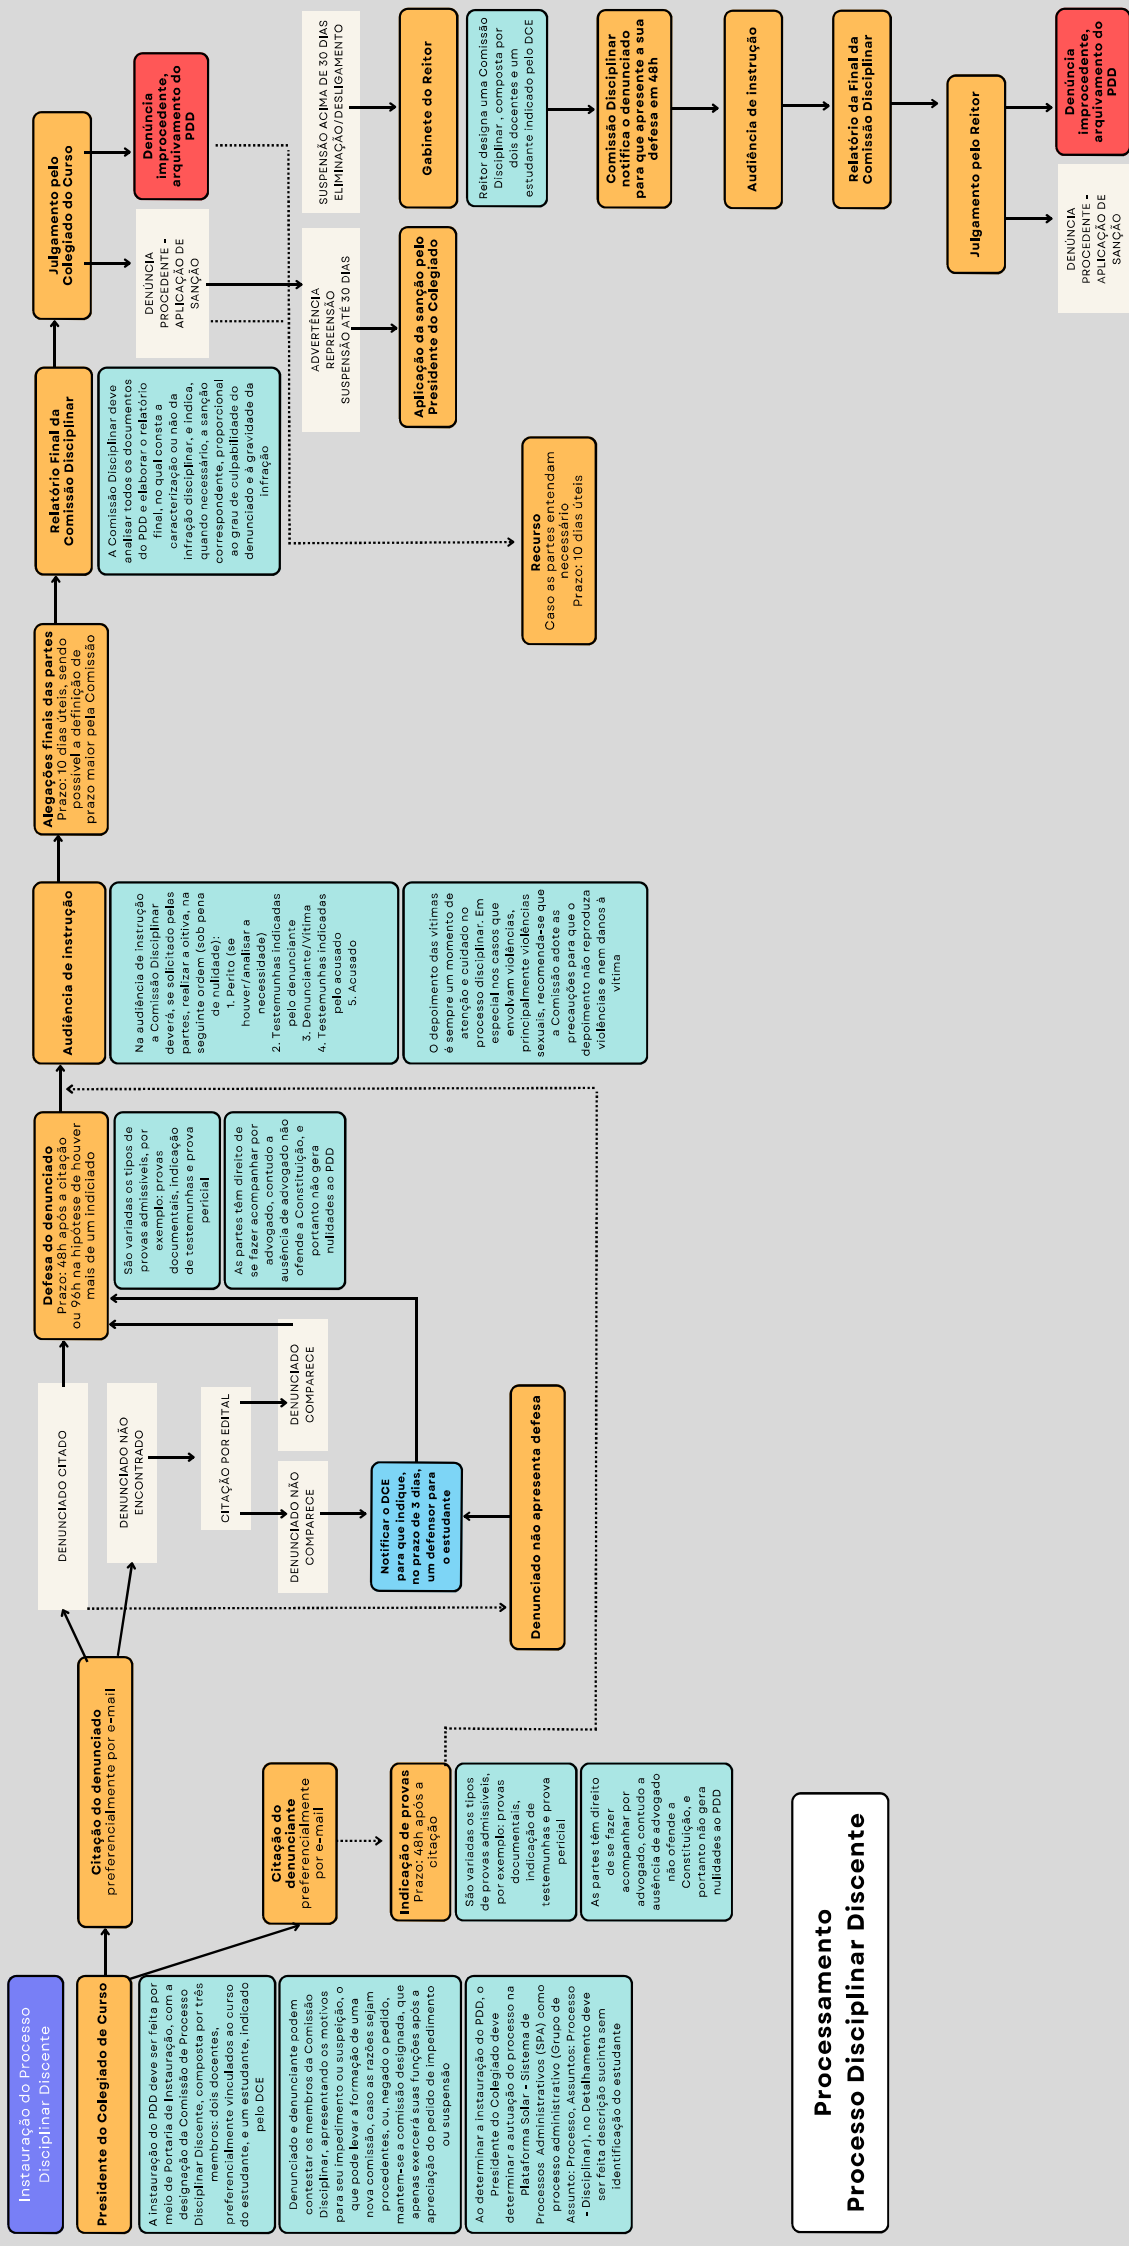 Instauração do Processo
Disciplinar Discente
Presidente do Colegiado de Curso
A instauração do PDD deve ser feita por
meio de Portaria de Instauração, com a
designação da Comissão de Processo
Disciplinar Discente, composta por três
membros: dois docentes,
preferencialmente vinculados ao curso
do estudante, e um estudante, indicado
pelo DCE
Denunciado e denunciante podem
contestar os membros da Comissão
Disciplinar, apresentando os motivos
para seu impedimento ou suspeição, o
que pode levar a formação de uma
nova comissão, caso as razões sejam
procedentes, ou, negado o pedido,
mantem-se a comissão designada, que
apenas exercerá suas funções após a
apreciação do pedido de impedimento
ou suspensão
Ao determinar a instauração do PDD, o
Presidente do Colegiado deve
determinar a autuação do processo na
Plataforma Solar - Sistema de
Processos Administrativos (SPA) como
processo administrativo (Grupo de
Assunto: Processo, Assuntos: Processo
- Disciplinar), no Detalhamento deve
ser feita descrição sucinta sem
identificação do estudante
Citação do denunciado
preferencialmente por e-mail
Citação do
denunciante
preferencialmente
por e-mail
Indicação de provas
Prazo: 48h após a
citação
São variadas os tipos
de provas admissíveis,
por exemplo: provas
documentais,
indicação de
testemunhas e prova
pericial
As partes têm direito
de se fazer
acompanhar por
advogado, contudo a
ausência de advogado
não ofende a
Constituição, e
portanto não gera
nulidades ao PDD
DENUNCIADO CITADO
DENUNCIADO NÃO
ENCONTRADO
CITAÇÃO POR EDITAL
DENUNCIADO NÃO
COMPARECE
DENUNCIADO
COMPARECE
Notificar o DCE
para que indique,
no prazo de 3 dias,
um defensor para
o estudante
Denunciado não apresenta defesa
Defesa do denunciado
Prazo: 48h após a citação
ou 96h na hipótese de houver
mais de um indiciado
São variadas os tipos de
provas admissíveis, por
exemplo: provas
documentais, indicação
de testemunhas e prova
pericial
As partes têm direito de
se fazer acompanhar por
advogado, contudo a
ausência de advogado não
ofende a Constituição, e
portanto não gera
nulidades ao PDD
Audiência de instrução
Na audiência de instrução
a Comissão Disciplinar
deverá, se solicitado pelas
partes, realizar a oitiva, na
seguinte ordem (sob pena
de nulidade):
1. Perito (se
houver/analisar a
necessidade)
2. Testemunhas indicadas
pelo denunciante
3. Denunciante/Vítima
4. Testemunhas indicadas
pelo acusado
5. Acusado
O depoimento das vítimas
é sempre um momento de
atenção e cuidado no
processo disciplinar. Em
especial nos casos que
envolvam violências,
principalmente violências
sexuais, recomenda-se que
a Comissão adote as
precauções para que o
depoimento não reproduza
violências e nem danos à
vítima
Alegações finais das partes
Prazo: 10 dias úteis, sendo
possível a definição de
prazo maior pela Comissão
Relatório Final da
Comissão Disciplinar
A Comissão Disciplinar deve
analisar todos os documentos
do PDD e elaborar o relatório
final, no qual consta a
caracterização ou não da
infração disciplinar, e indica,
quando necessário, a sanção
correspondente, proporcional
ao grau de culpabilidade do
denunciado e à gravidade da
infração
Julgamento pelo
Colegiado do Curso
DENÚNCIA
PROCEDENTE -
APLICAÇÃO DE
SANÇÃO
Denúncia
improcedente,
arquivamento do
PDD
Recurso
Caso as partes entendam
necessário
Prazo: 10 dias úteis
ADVERTÊNCIA
REPREENSÃO
SUSPENSÃO ATÉ 30 DIAS
Aplicação da sanção pelo
Presidente do Colegiado
SUSPENSÃO ACIMA DE 30 DIAS
ELIMINAÇÃO/DESLIGAMENTO
Gabinete do Reitor
Reitor designa uma Comissão
Disciplinar , composta por
dois docentes e um
estudante indicado pelo DCE
Comissão Disciplinar
notifica o denunciado
para que apresente a sua
defesa em 48h
Audiência de instrução
Relatório da Final da
Comissão Disciplinar
Julgamento pelo Reitor
DENÚNCIA
PROCEDENTE -
APLICAÇÃO DE
SANÇÃO
Denúncia
improcedente,
arquivamento do
PDD
Processamento
Processo Disciplinar Discente